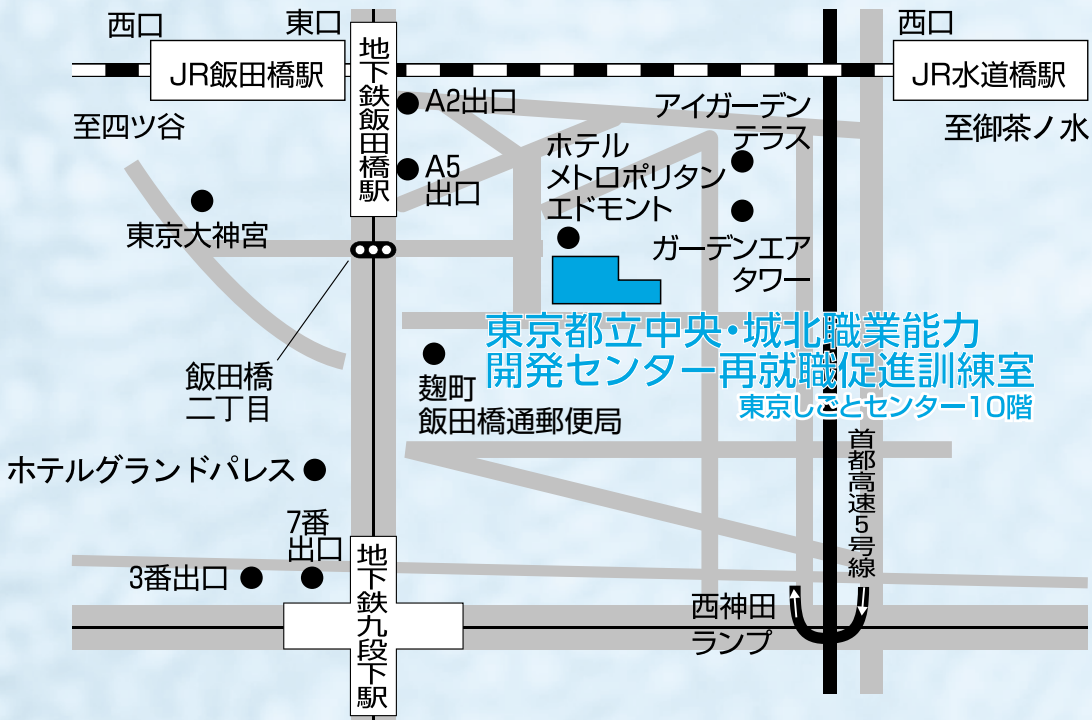 西口
東口
西口
JR飯田橋駅
地下鉄飯田橋駅
JR水道橋駅
至四ツ谷
A2出口
アイガーデン
テラス
至御茶ノ水
A5
出口
ホテル
メトロポリタン
エドモント
東京大神宮
ガーデンエア
タワー
東京都立中央・城北職業能力
開発センター再就職促進訓練室
東京しごとセンター10階
飯田橋
二丁目
麹町
飯田橋通郵便局
首都高速5号線
ホテルグランドパレス
7番
出口
3番出口
地下鉄九段下駅
西神田
ランプ